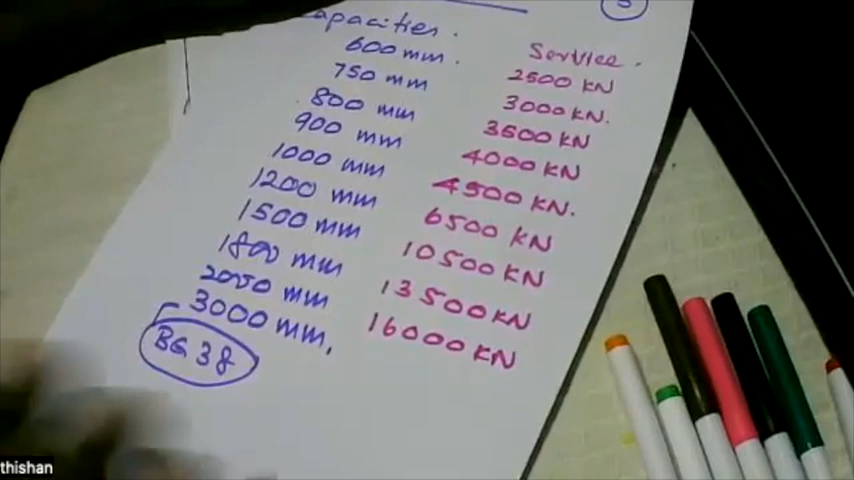 Capacities.
Service.
600 mm. 2500 kN
750 mm 3000 kN.
800 mm 3500 kN
900 mm 4000 kN
1000 mm 4500 kN.
1200 mm 6500 kN
1500 mm 10500 kN
1800 mm 13500 kN
mm 16000 kN
3000 mm.
BG 38
thishan